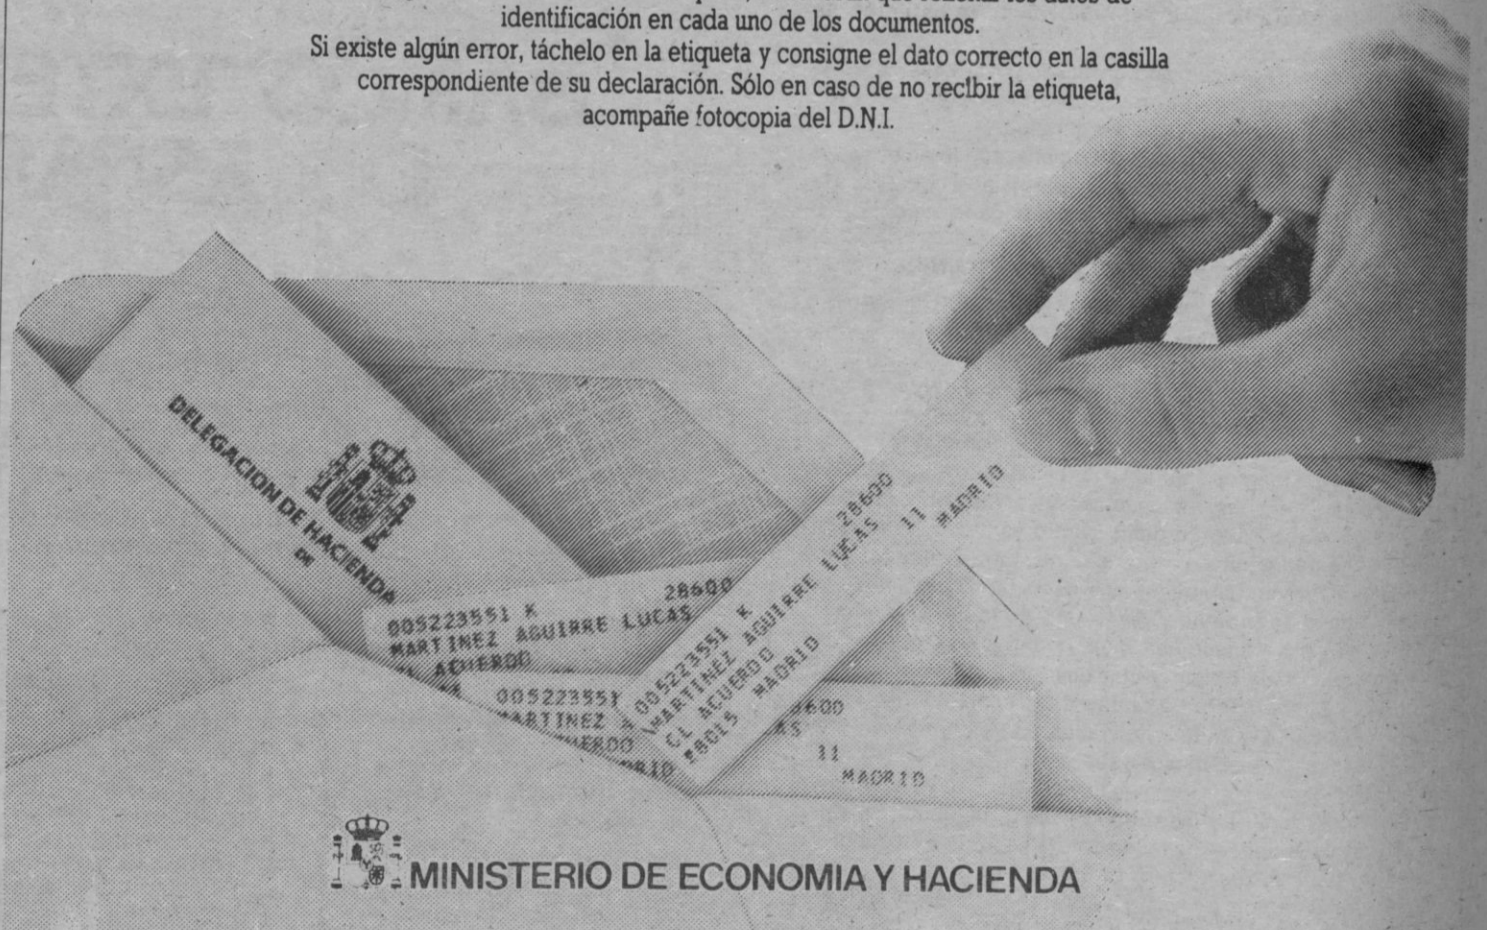 identificación en cada uno de los documentos.
Si existe algún error, táchelo en la etiqueta y consigne el dato correcto en la casilla
correspondiente de su declaración. Sólo en caso de no recibir la etiqueta,
acompañe fotocopia del D.N.I.
DELEGACION DE HACIENDA
DE
005223551 K 28600
MARTINEZ AGUIRRE LUCAS
CL ACUERDO
005223551 K 28600
MARTINEZ AGUIRRE LUCAS
CL ACUERDO 11
28015 MADRID MADRID
005223551
MARTINEZ
11
MADRID
MINISTERIO DE ECONOMIA Y HACIENDA